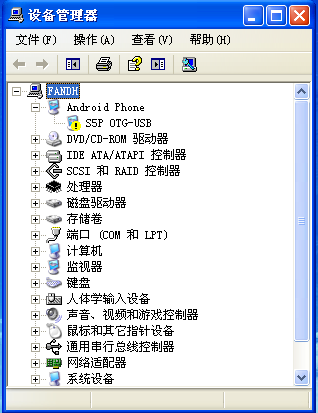 设备管理器
文件(F) 操作(A) 查看(V) 帮助(H)
FANDH
Android Phone
S5P OTG-USB
DVD/CD-ROM 驱动器
IDE ATA/ATAPI 控制器
SCSI 和 RAID 控制器
处理器
磁盘驱动器
存储卷
端口 (COM 和 LPT)
计算机
监视器
键盘
人体学输入设备
声音、视频和游戏控制器
鼠标和其它指针设备
通用串行总线控制器
网络适配器
系统设备